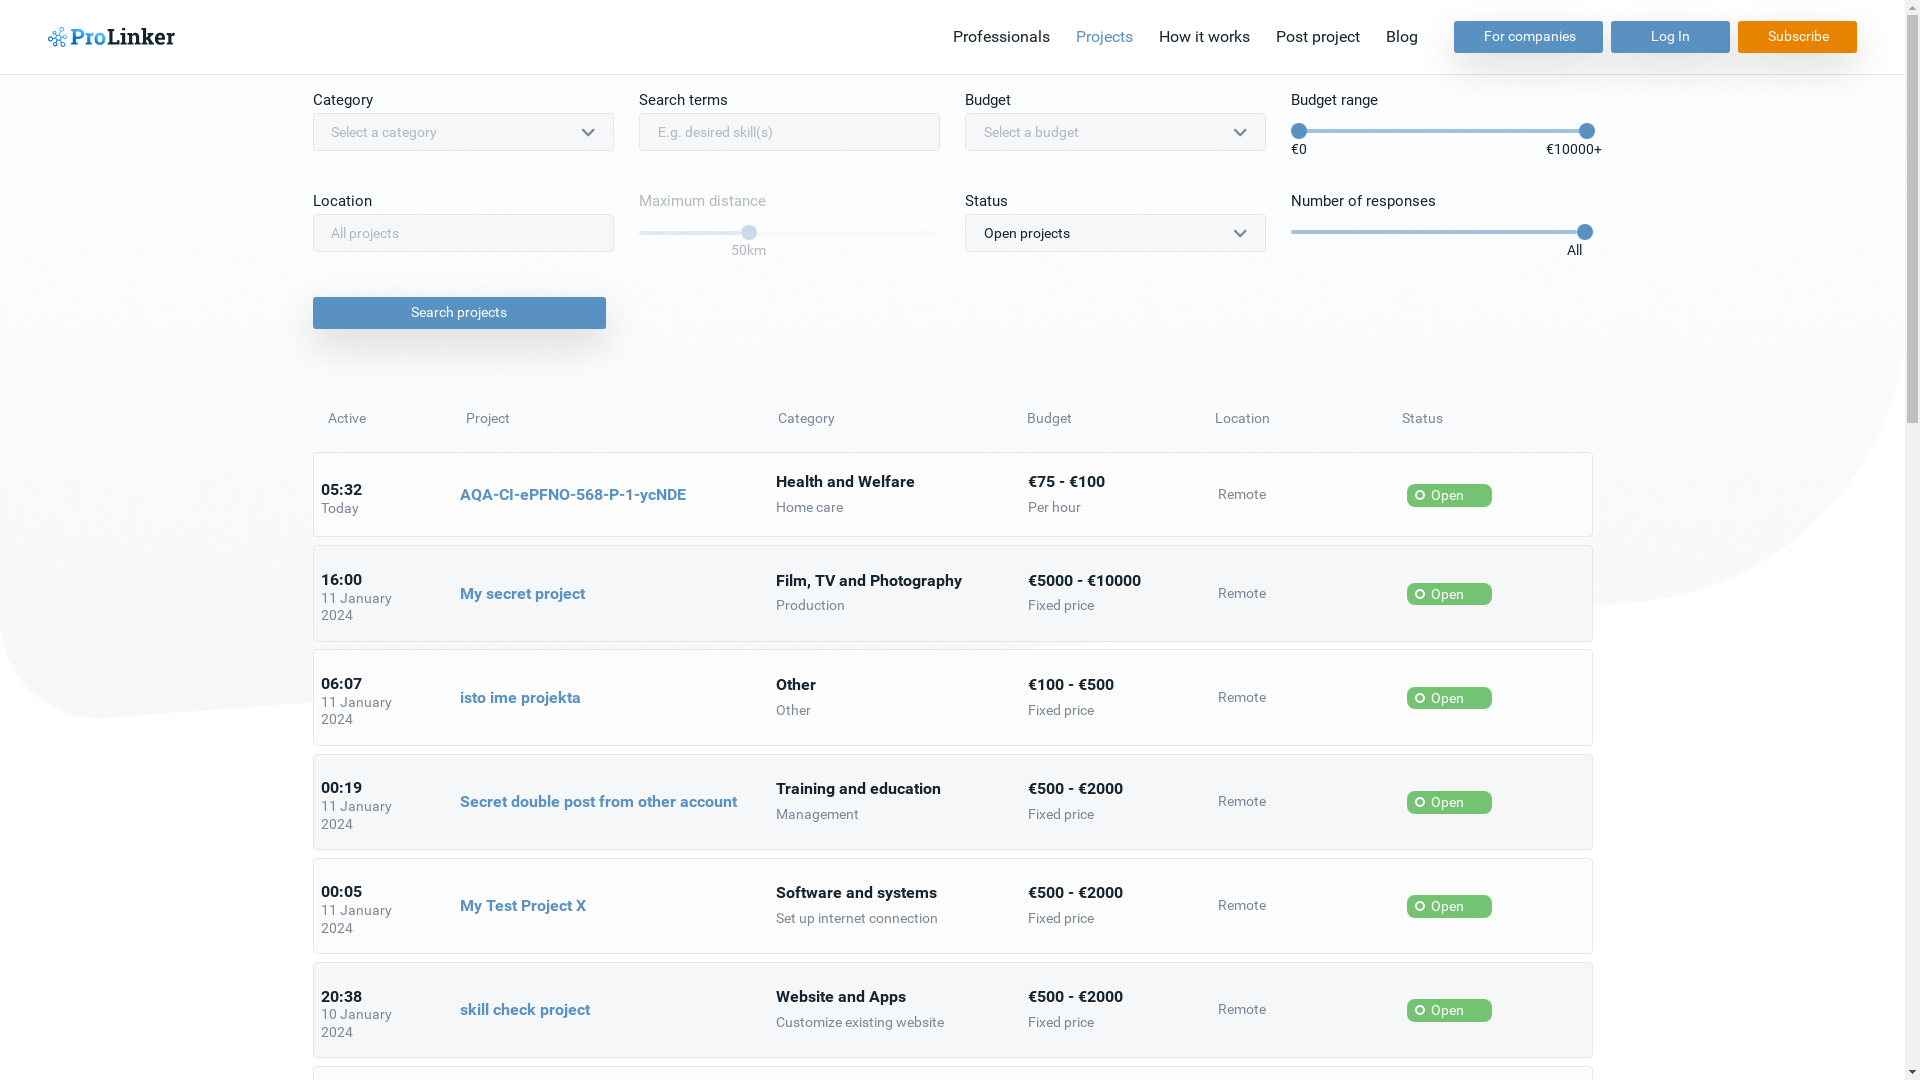 ProLinker
Professionals Projects How it works Post project Blog For companies Log In Subscribe
Category Search terms Budget Budget range
Select a category E.g. desired skill(s) Select a budget
€0 €10000+
Location Maximum distance Status Number of responses
All projects Open projects
50km All
Search projects
Active Project Category Budget Location Status
05:32
Today
AQA-CI-ePFNO-568-P-1-ycNDE
Health and Welfare
Home care
€75 - €100
Per hour
Remote
Open
16:00
11 January
2024
My secret project
Film, TV and Photography
Production
€5000 - €10000
Fixed price
Remote
Open
06:07
11 January
2024
isto ime projekta
Other
Other
€100 - €500
Fixed price
Remote
Open
00:19
11 January
2024
Secret double post from other account
Training and education
Management
€500 - €2000
Fixed price
Remote
Open
00:05
11 January
2024
My Test Project X
Software and systems
Set up internet connection
€500 - €2000
Fixed price
Remote
Open
20:38
10 January
2024
skill check project
Website and Apps
Customize existing website
€500 - €2000
Fixed price
Remote
Open